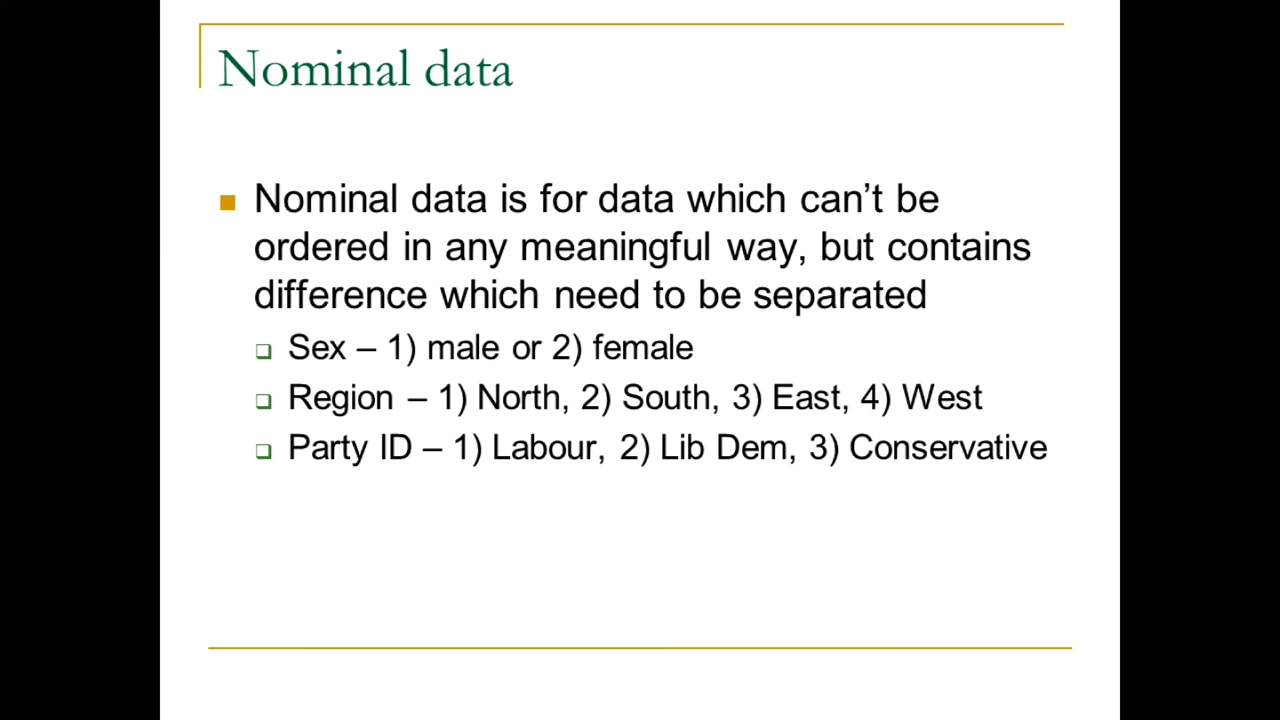 Nominal data
Nominal data is for data which can’t be
ordered in any meaningful way, but contains
difference which need to be separated
Sex – 1) male or 2) female
Region – 1) North, 2) South, 3) East, 4) West
Party ID – 1) Labour, 2) Lib Dem, 3) Conservative